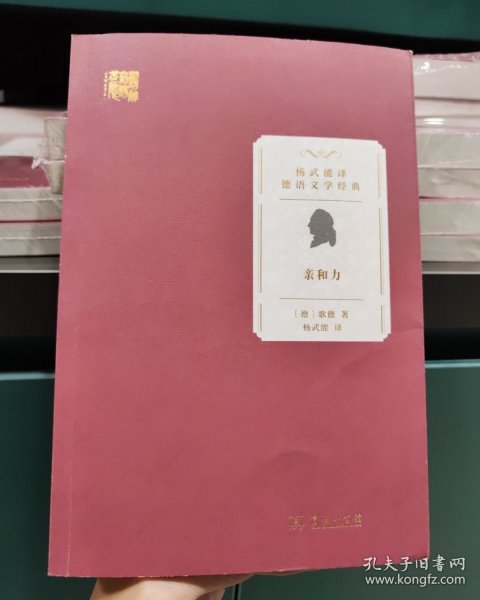 杨武能译
德语文学经典
亲和力
〔德〕歌德 著
杨武能 译
孔夫子旧书网
www.kongfz.com